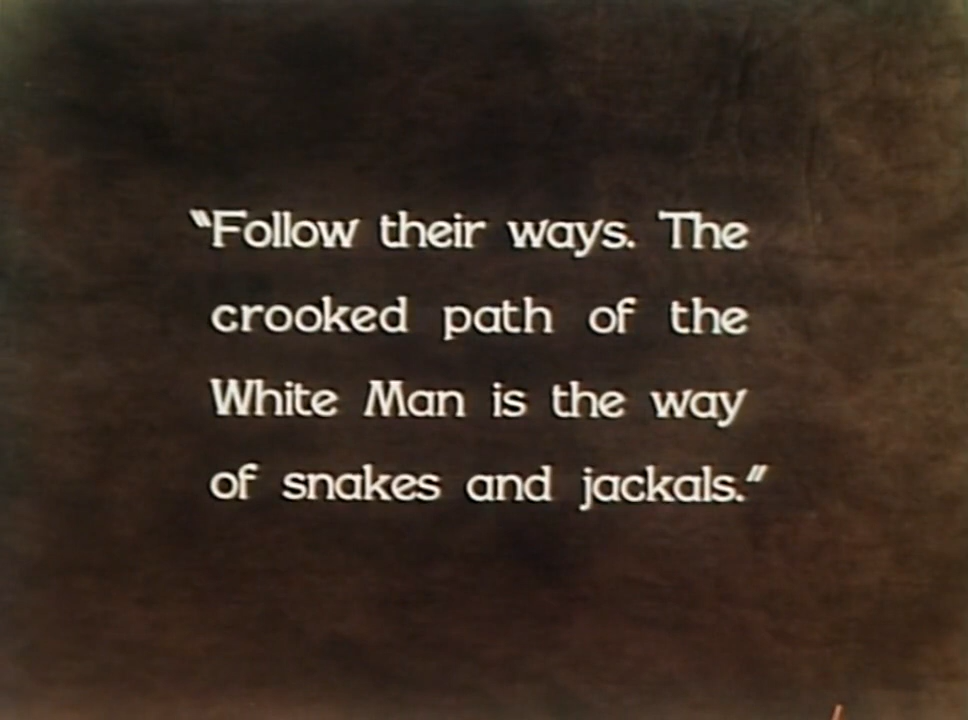 “Follow their ways. The
crooked path of the
White Man is the way
of snakes and jackals.”